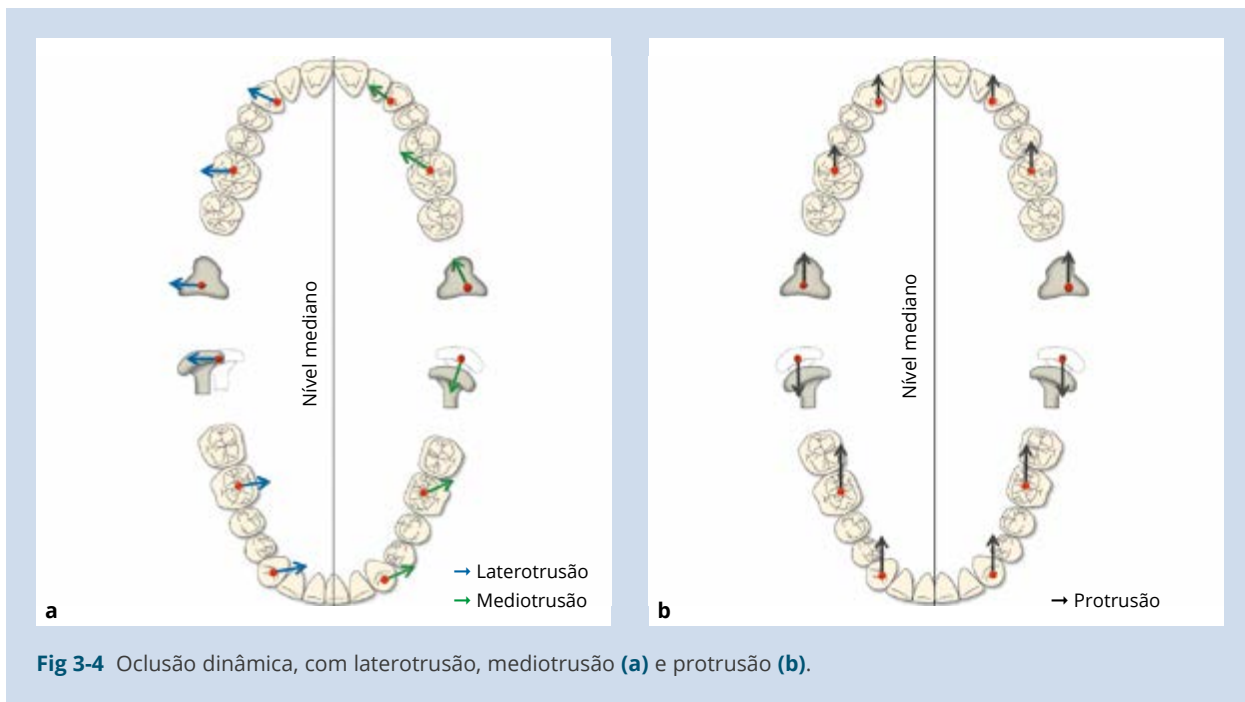 Nível mediano
→ Laterotrusão
→ Mediotrusão
a
Nível mediano
→ Protrusão
b
Fig 3-4 Oclusão dinâmica, com laterotrusão, mediotrusão (a) e protrusão (b).